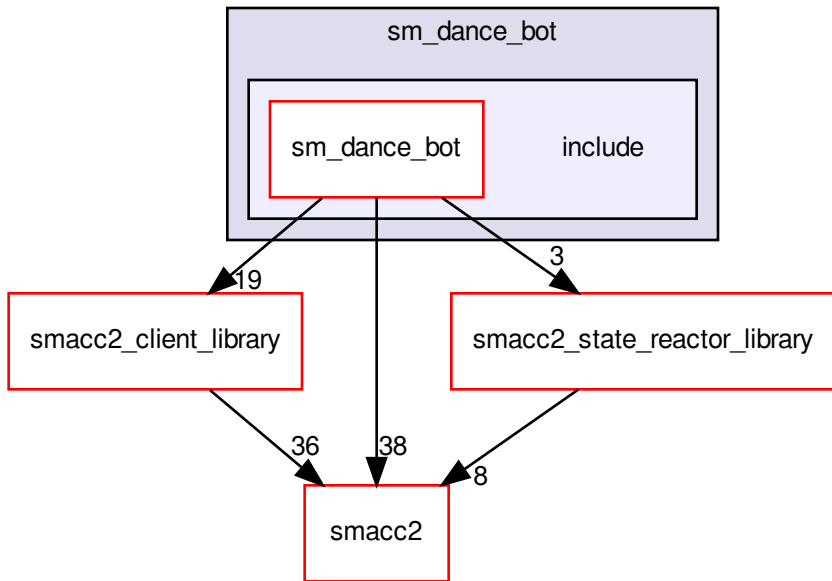 sm_dance_bot
sm_dance_bot
include
3
19
smacc2_client_library
smacc2_state_reactor_library
36
38
8
smacc2